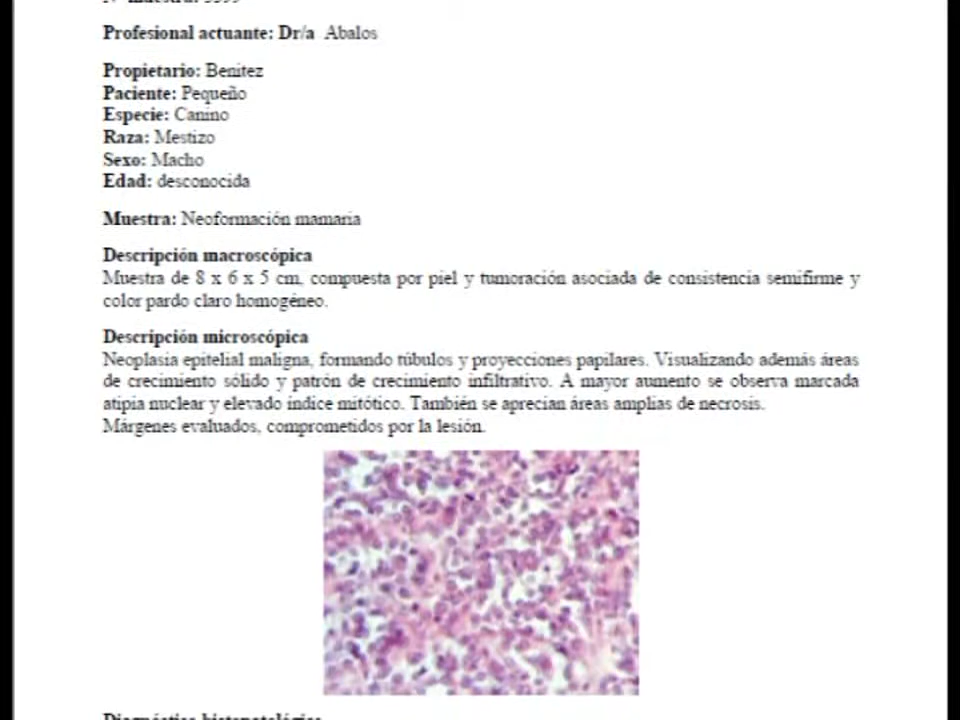 Profesional actuante: Dr/a Abalos
Propietario: Benitez
Paciente: Pequeño
Especie: Canino
Raza: Mestizo
Sexo: Macho
Edad: desconocida
Muestra: Neoformación mamaria
Descripción macroscópica
Muestra de 8 x 6 x 5 cm, compuesta por piel y tumoración asociada de consistencia semifirme y
color pardo claro homogéneo.
Descripción microscópica
Neoplasia epitelial maligna, formando túbulos y proyecciones papilares. Visualizando además áreas
de crecimiento sólido y patrón de crecimiento infiltrativo. A mayor aumento se observa marcada
atipia nuclear y elevado índice mitótico. También se aprecian áreas amplias de necrosis.
Márgenes evaluados, comprometidos por la lesión.
Diagnóstico histopatológico